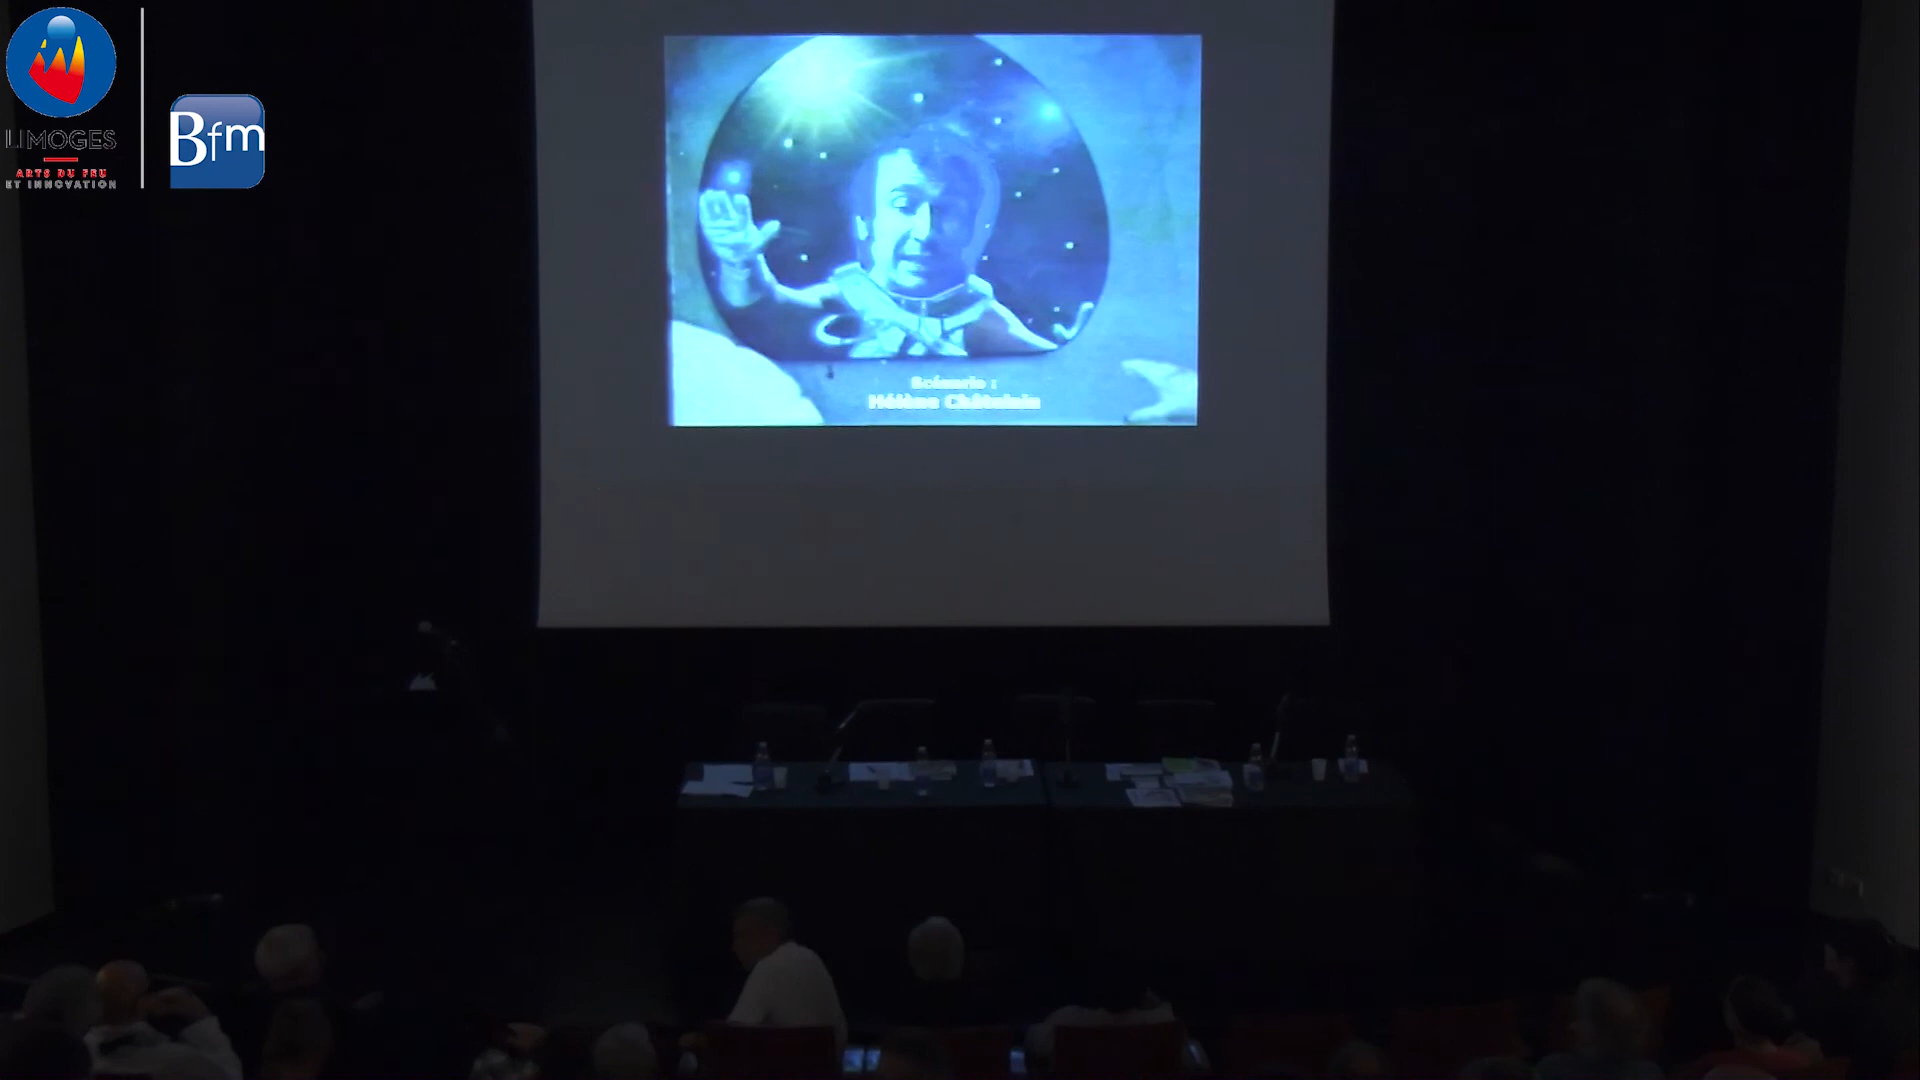 LIMOGES
ARTS DU FEU
ET INNOVATION
Bfm
Scénario :
Hélène Châtelain